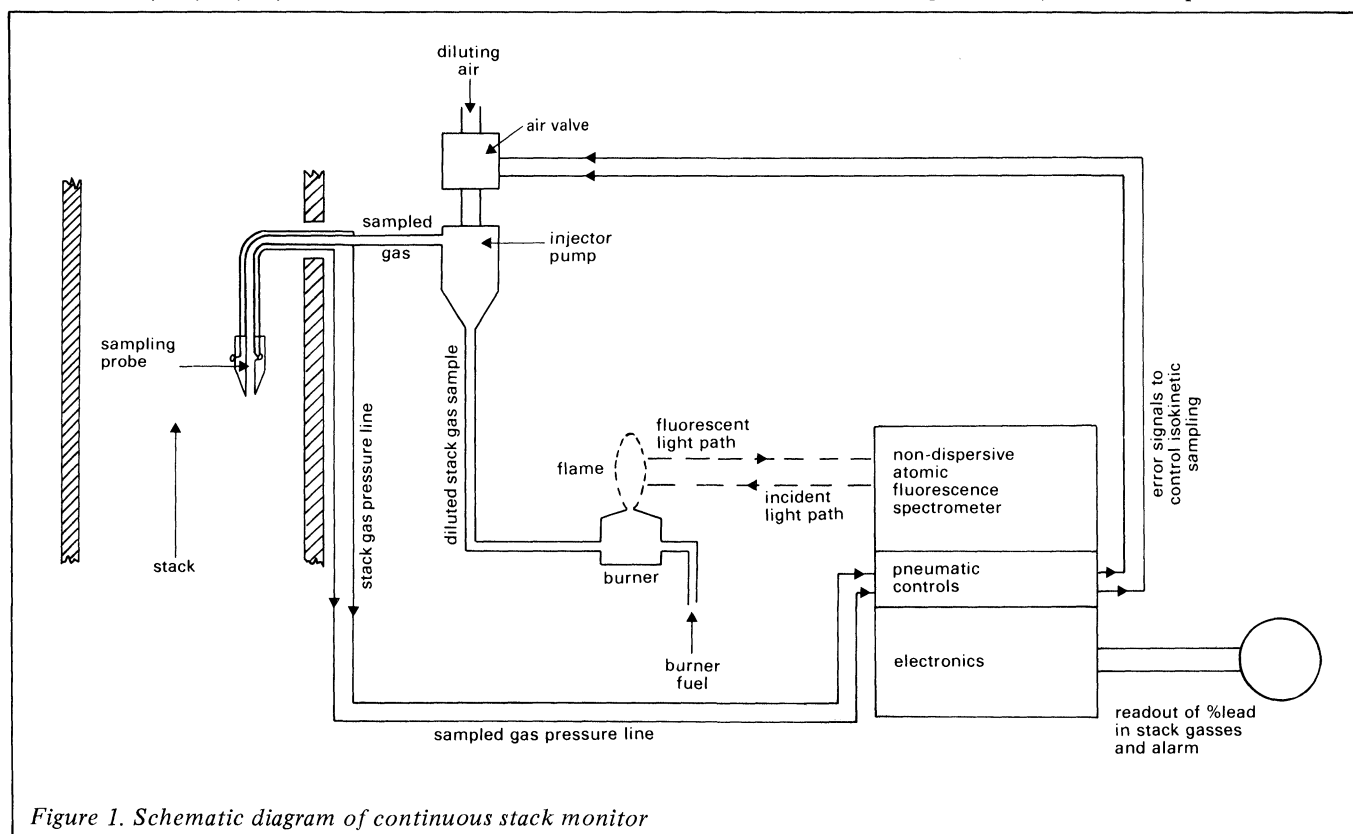 diluting
air
air valve
sampled
gas
injector
pump
sampling
probe
stack
stack gas pressure line
diluted stack gas sample
fluorescent
light path
flame
incident
light path
burner
burner
fuel
non-dispersive
atomic
fluorescence
spectrometer
pneumatic
controls
electronics
error signals to
control isokinetic
sampling
sampled gas pressure line
readout of %lead
in stack gasses
and alarm
Figure 1. Schematic diagram of continuous stack monitor